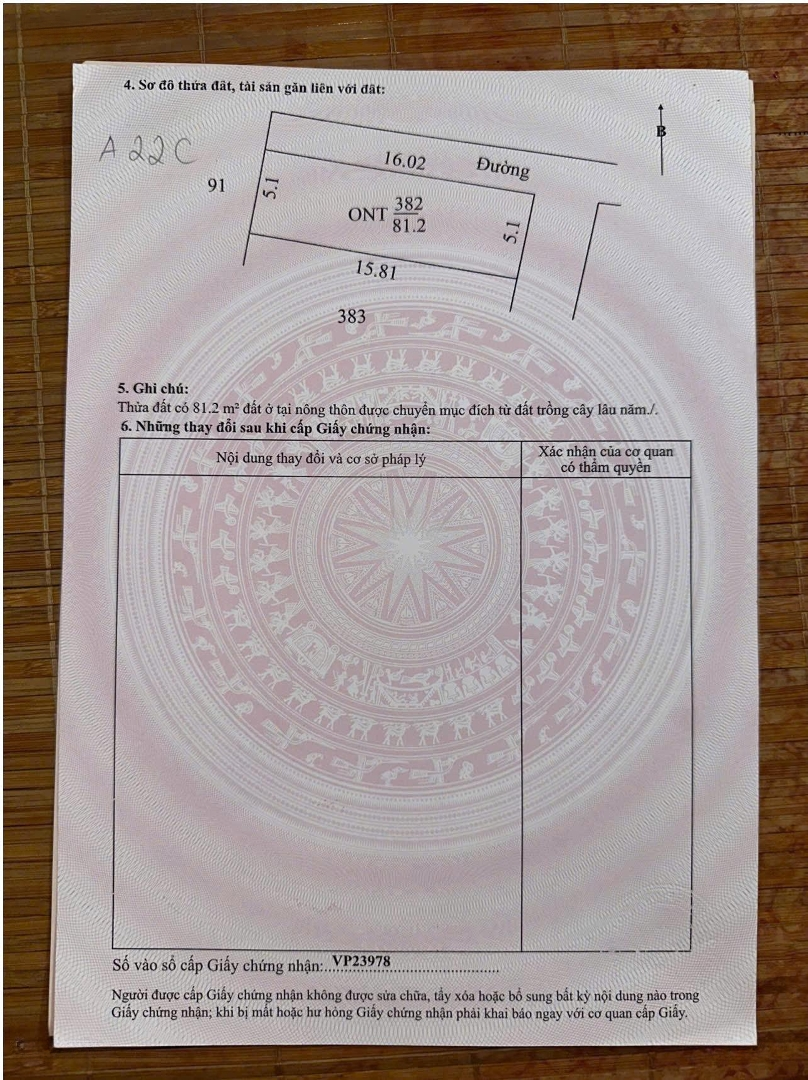 4. Sơ đồ thửa đất, tài sản gắn liền với đất:
A 22C
B
16.02
Đường
91
5.1
ONT 382
81.2
5.1
15.81
383
5. Ghi chú:
Thửa đất có 81.2 m² đất ở tại nông thôn được chuyển mục đích từ đất trồng cây lâu năm./.
6. Những thay đổi sau khi cấp Giấy chứng nhận:
Nội dung thay đổi và cơ sở pháp lý
Xác nhận của cơ quan
có thẩm quyền
Số vào sổ cấp Giấy chứng nhận: VP23978
Người được cấp Giấy chứng nhận không được sửa chữa, tẩy xóa hoặc bổ sung bất kỳ nội dung nào trong
Giấy chứng nhận; khi bị mất hoặc hư hỏng Giấy chứng nhận phải khai báo ngay với cơ quan cấp Giấy.